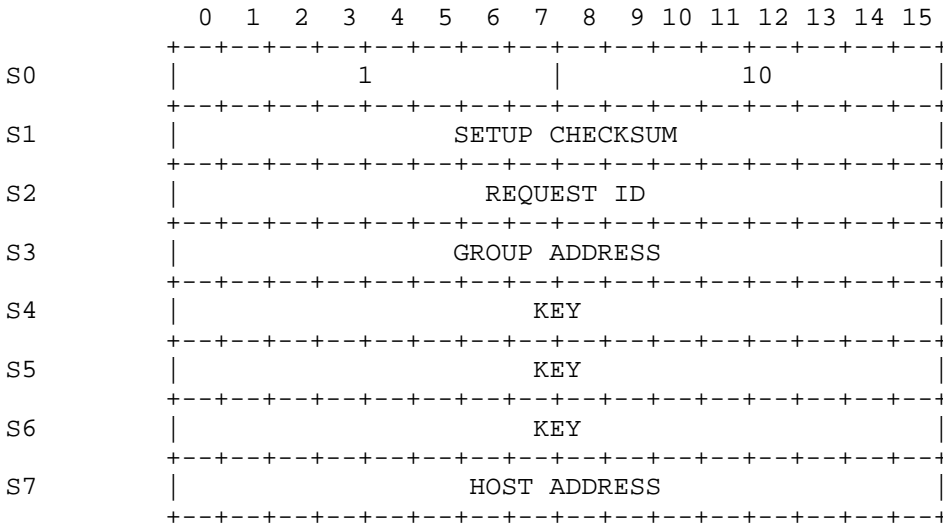 0 1 2 3 4 5 6 7 8 9 10 11 12 13 14 15
+--+--+--+--+--+--+--+--+--+--+--+--+--+--+--+--+
S0 | 1 | 10 |
+--+--+--+--+--+--+--+--+--+--+--+--+--+--+--+--+
S1 | SETUP CHECKSUM |
+--+--+--+--+--+--+--+--+--+--+--+--+--+--+--+--+
S2 | REQUEST ID |
+--+--+--+--+--+--+--+--+--+--+--+--+--+--+--+--+
S3 | GROUP ADDRESS |
+--+--+--+--+--+--+--+--+--+--+--+--+--+--+--+--+
S4 | KEY |
+--+--+--+--+--+--+--+--+--+--+--+--+--+--+--+--+
S5 | KEY |
+--+--+--+--+--+--+--+--+--+--+--+--+--+--+--+--+
S6 | KEY |
+--+--+--+--+--+--+--+--+--+--+--+--+--+--+--+--+
S7 | HOST ADDRESS |
+--+--+--+--+--+--+--+--+--+--+--+--+--+--+--+--+